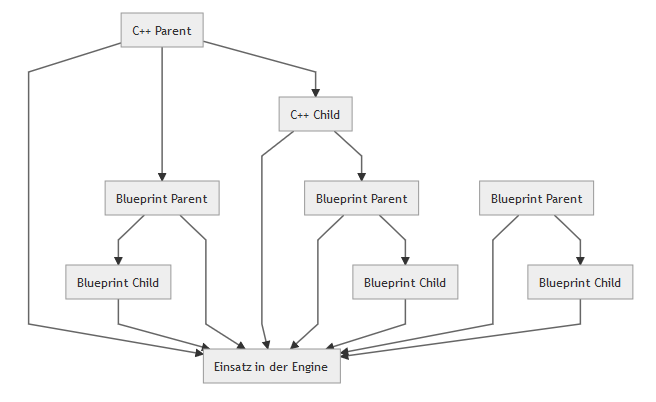 C++ Parent
C++ Child
Blueprint Parent
Blueprint Parent
Blueprint Parent
Blueprint Child
Blueprint Child
Blueprint Child
Einsatz in der Engine